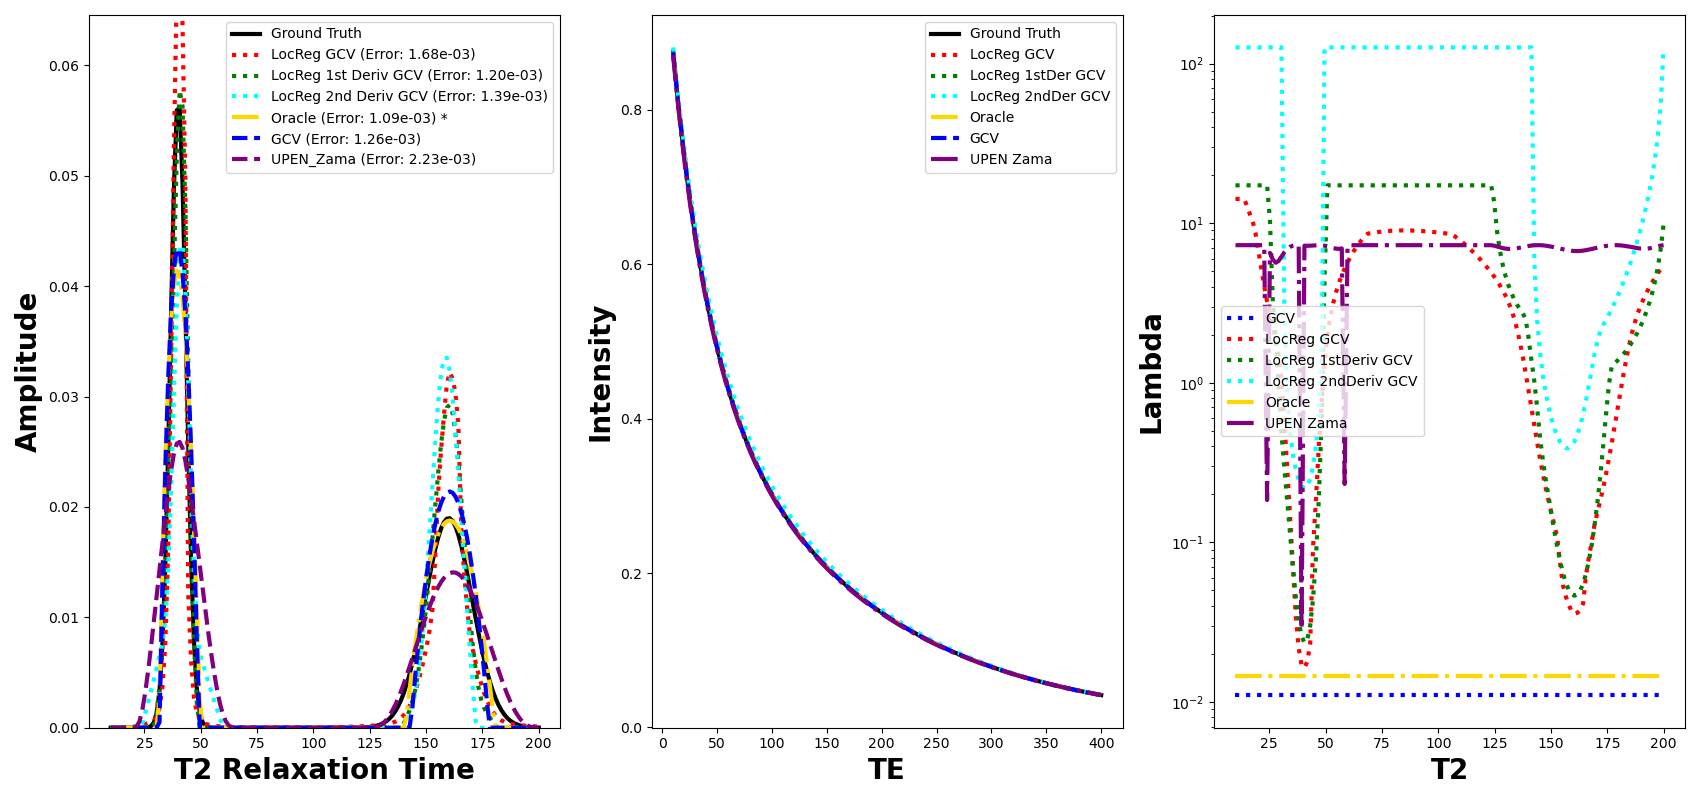 Amplitude
0.06
0.05
0.04
0.03
0.02
0.01
0.00
25 50 75 100 125 150 175 200
T2 Relaxation Time
Ground Truth
LocReg GCV (Error: 1.68e-03)
LocReg 1st Deriv GCV (Error: 1.20e-03)
LocReg 2nd Deriv GCV (Error: 1.39e-03)
Oracle (Error: 1.09e-03) *
GCV (Error: 1.26e-03)
UPEN_Zama (Error: 2.23e-03)
Intensity
0.8
0.6
0.4
0.2
0.0
0 50 100 150 200 250 300 350 400
TE
Ground Truth
LocReg GCV
LocReg 1stDer GCV
LocReg 2ndDer GCV
Oracle
GCV
UPEN Zama
Lambda
10²
10¹
10⁰
10⁻¹
10⁻²
25 50 75 100 125 150 175 200
T2
GCV
LocReg GCV
LocReg 1stDeriv GCV
LocReg 2ndDeriv GCV
Oracle
UPEN Zama